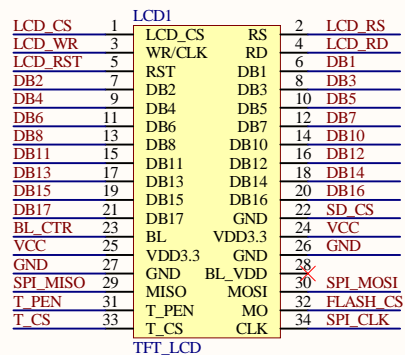 LCD1
LCD_CS 1 LCD_CS RS 2 LCD_RS
LCD_WR 3 WR/CLK RD 4 LCD_RD
LCD_RST 5 RST DB1 6 DB1
DB2 7 DB2 DB3 8 DB3
DB4 9 DB4 DB5 10 DB5
DB6 11 DB6 DB7 12 DB7
DB8 13 DB8 DB10 14 DB10
DB11 15 DB11 DB12 16 DB12
DB13 17 DB13 DB14 18 DB14
DB15 19 DB15 DB16 20 DB16
DB17 21 DB17 GND 22 SD_CS
BL_CTR 23 BL VDD3.3 24 VCC
VCC 25 VDD3.3 GND 26 GND
GND 27 GND BL_VDD 28
SPI_MISO 29 MISO MOSI 30 SPI_MOSI
T_PEN 31 T_PEN MO 32 FLASH_CS
T_CS 33 T_CS CLK 34 SPI_CLK
TFT_LCD